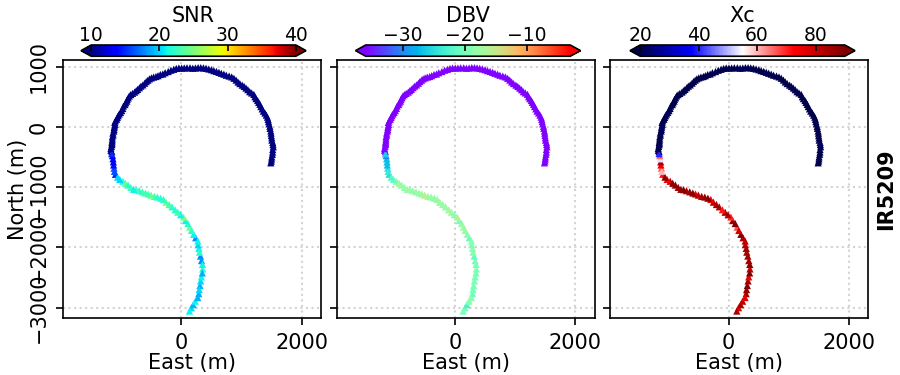 SNR
10 20 30 40
DBV
−30 −20 −10
Xc
20 40 60 80
1000
0
−1000
−2000
−3000
North (m)
0 2000
East (m)
0 2000
East (m)
0 2000
East (m)
IR5209